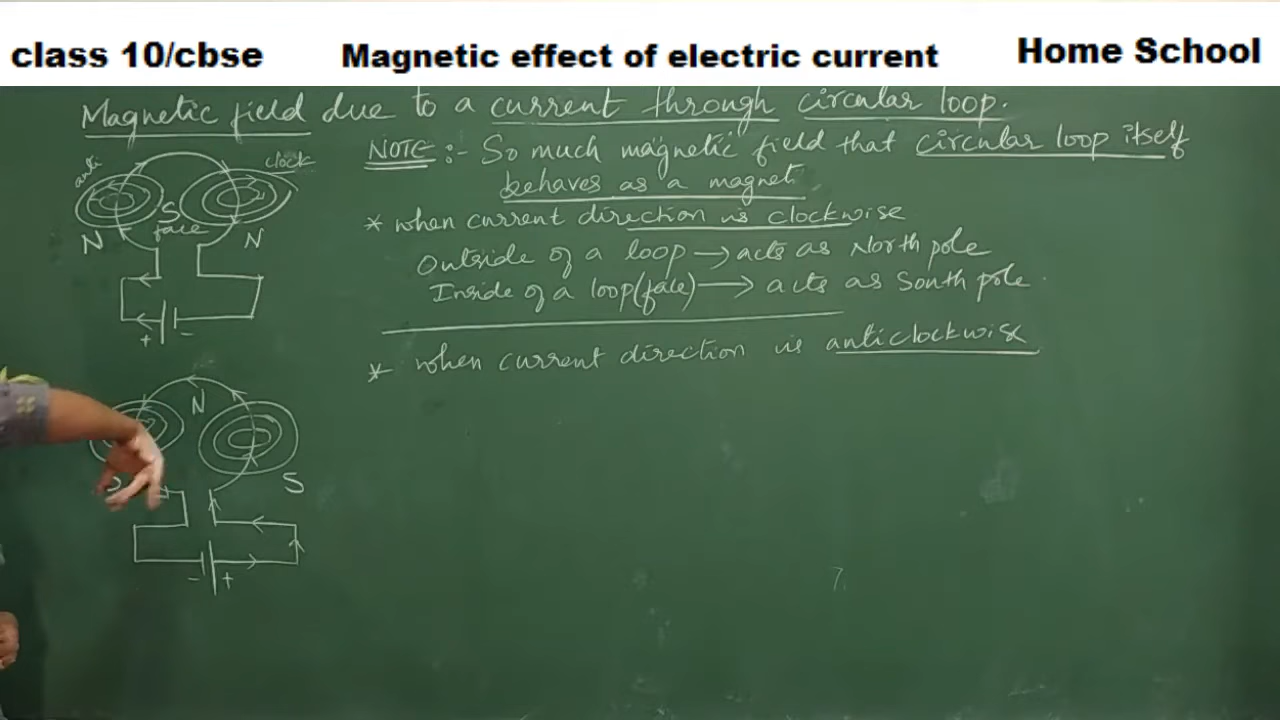 class 10/cbse Magnetic effect of electric current Home School
Magnetic field due to a current through circular loop.
NOTE :- So much magnetic field that circular loop itself
behaves as a magnet.
* when current direction is clockwise
Outside of a loop → acts as North pole
Inside of a loop (face) → acts as South pole.
* when current direction is anticlockwise
anti clock
S
face
N N
+ -
N
S
- +